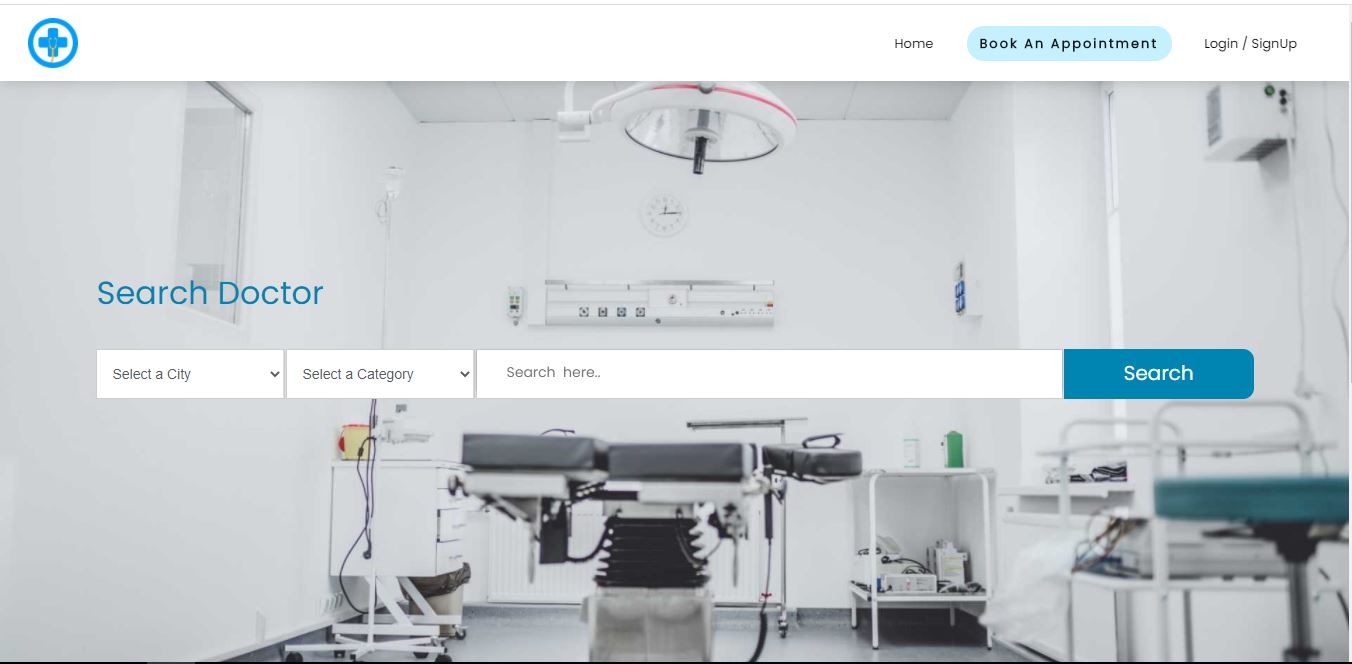 Home
Book An Appointment
Login / SignUp
Search Doctor
Select a City
Select a Category
Search here..
Search